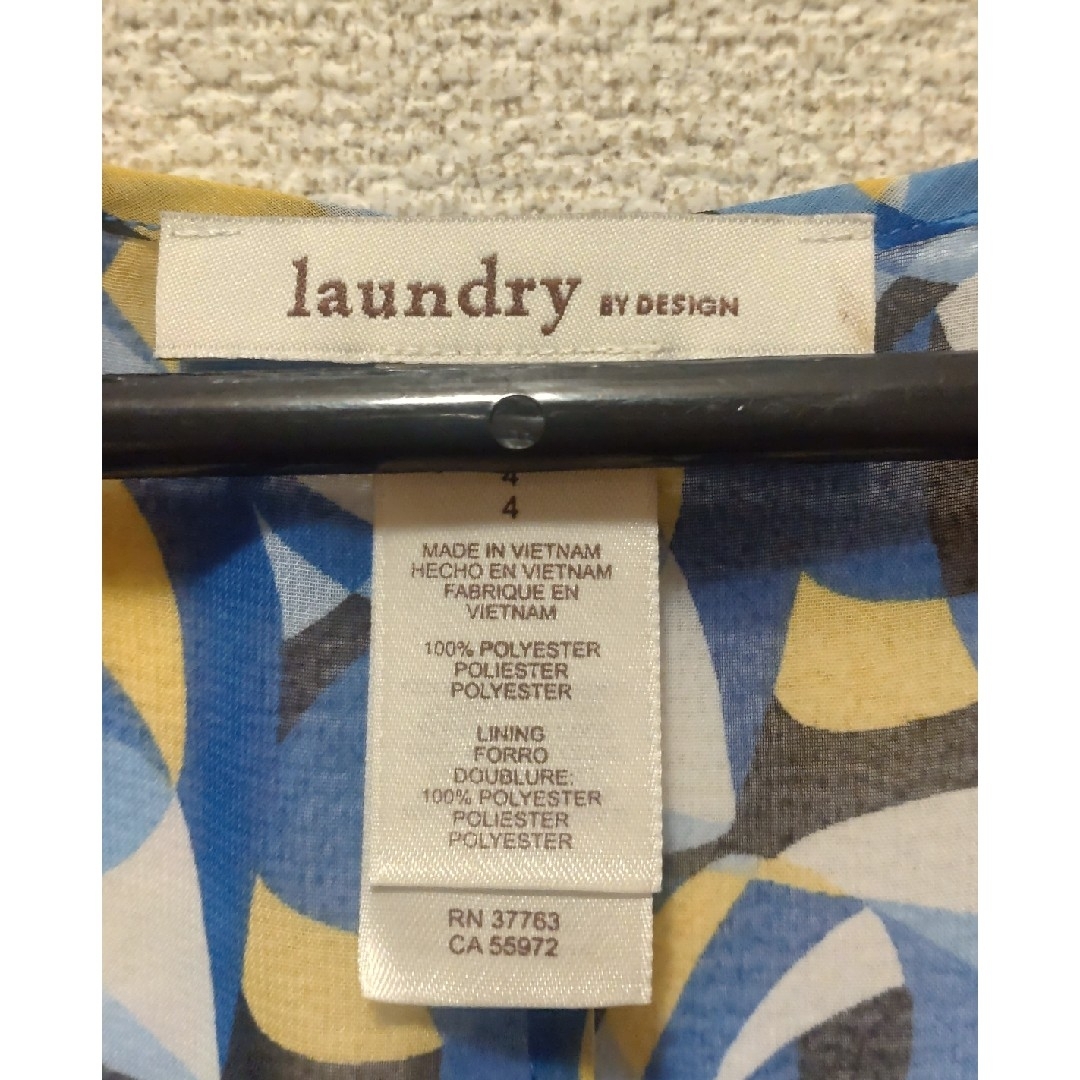 laundry BY DESIGN
4
4
MADE IN VIETNAM
HECHO EN VIETNAM
FABRIQUE EN
VIETNAM
100% POLYESTER
POLIESTER
POLYESTER
LINING
FORRO
DOUBLURE:
100% POLYESTER
POLIESTER
POLYESTER
RN 37763
CA 55972